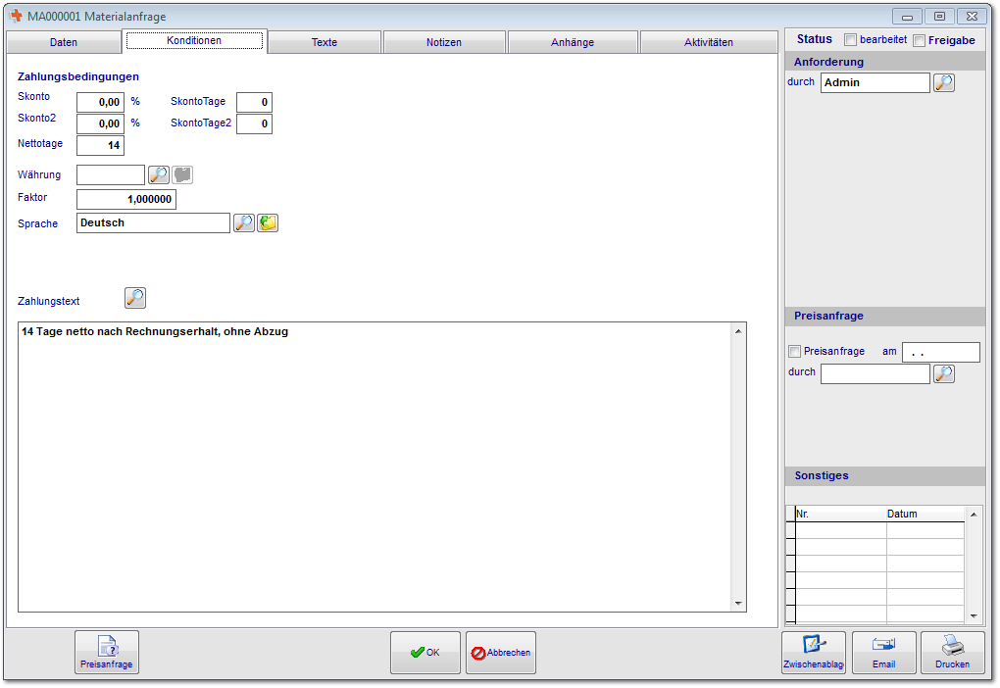 MA000001 Materialanfrage
Daten Konditionen Texte Notizen Anhänge Aktivitäten
Zahlungsbedingungen
Skonto 0,00 % SkontoTage 0
Skonto2 0,00 % SkontoTage2 0
Nettotage 14
Währung
Faktor 1,000000
Sprache Deutsch
Zahlungstext
14 Tage netto nach Rechnungserhalt, ohne Abzug
Status bearbeitet Freigabe
Anforderung
durch Admin
Preisanfrage
Preisanfrage am . .
durch
Sonstiges
Nr. Datum
Preisanfrage OK Abbrechen Zwischenablag Email Drucken